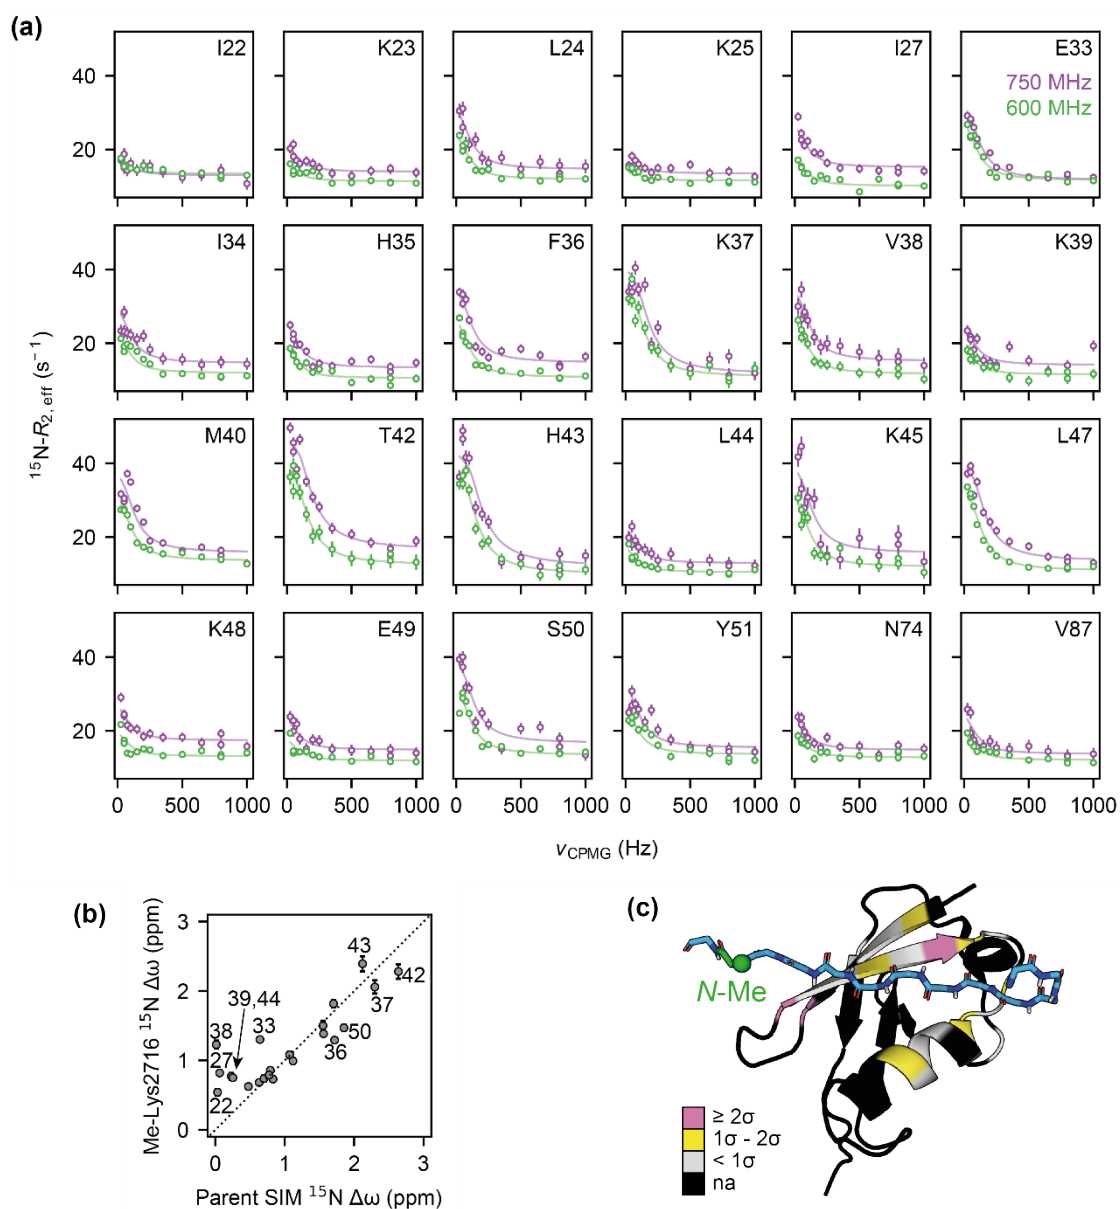 (a)
I22 K23 L24 K25 I27 E33
750 MHz
600 MHz
40
20
I34 H35 F36 K37 V38 K39
40
20
¹⁵N-R₂,eff (s⁻¹)
M40 T42 H43 L44 K45 L47
40
20
K48 E49 S50 Y51 N74 V87
40
20
0 500 1000 0 500 1000 0 500 1000 0 500 1000 0 500 1000 0 500 1000
νCPMG (Hz)
(b)
Me-Lys2716 ¹⁵N Δω (ppm)
3
2
1
0
43
42
39,44
37
38
33
50
27
36
22
0 1 2 3
Parent SIM ¹⁵N Δω (ppm)
(c)
N-Me
≥ 2σ
1σ - 2σ
< 1σ
na